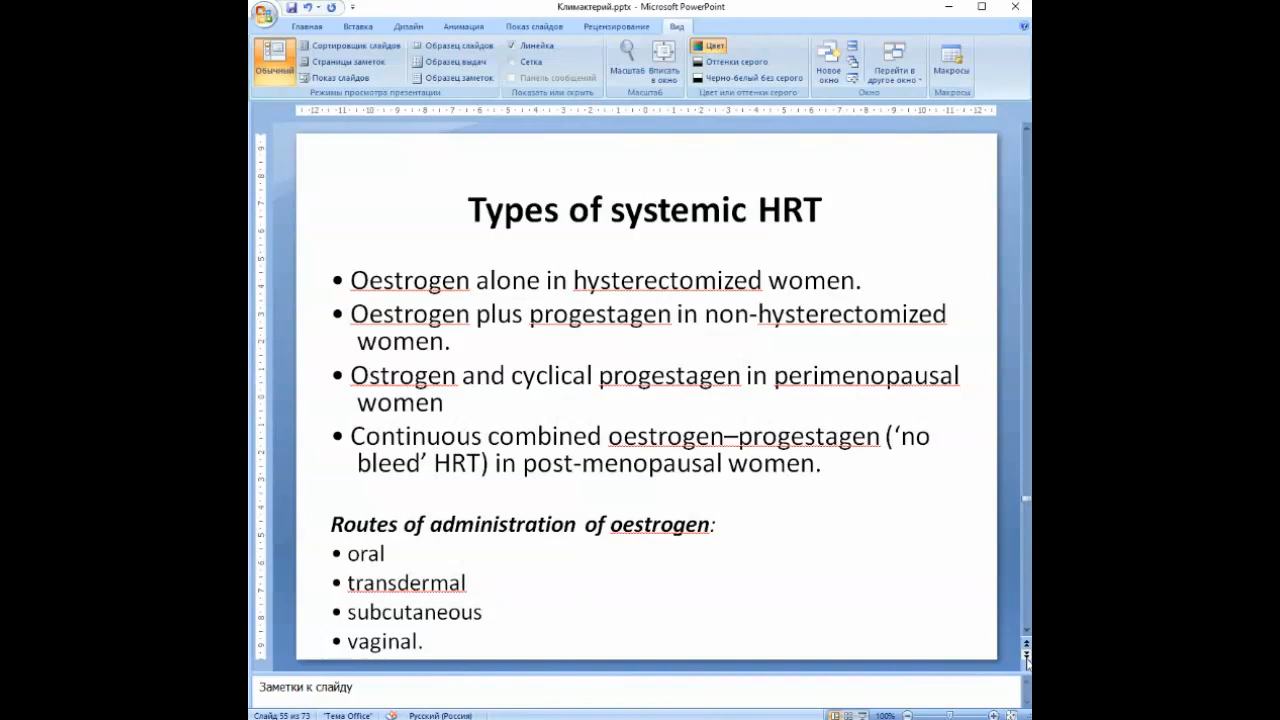 Климактерий.pptx - Microsoft PowerPoint
Главная Вставка Дизайн Анимация Показ слайдов Рецензирование Вид
Обычный
Сортировщик слайдов
Страницы заметок
Показ слайдов
Образец слайдов
Образец выдач
Образец заметок
Режимы просмотра презентации
Линейка
Сетка
Панель сообщений
Показать или скрыть
Масштаб
Вписать в окно
Масштаб
Цвет
Оттенки серого
Черно-белый без серого
Цвет или оттенки серого
Новое окно
Перейти в другое окно
Окно
Макросы
Макросы
Types of systemic HRT
• Oestrogen alone in hysterectomized women.
• Oestrogen plus progestagen in non-hysterectomized
women.
• Ostrogen and cyclical progestagen in perimenopausal
women
• Continuous combined oestrogen–progestagen (‘no
bleed’ HRT) in post-menopausal women.
Routes of administration of oestrogen:
• oral
• transdermal
• subcutaneous
• vaginal.
Заметки к слайду
Слайд 55 из 73 "Тема Office" Русский (Россия) 100%